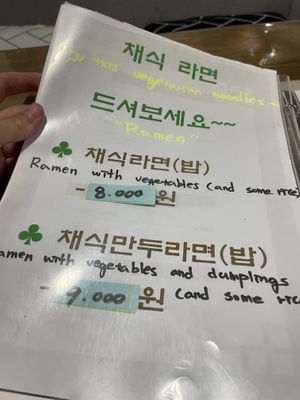 채식 라면
this vegetarian noodles~
드셔보세요~~
"Ramen"
채식라면(밥)
Ramen with vegetables (and some rice)
- 8.000 원
채식만두라면(밥)
Ramen with vegetables and dumplings
- 9.000 원 (and some rice